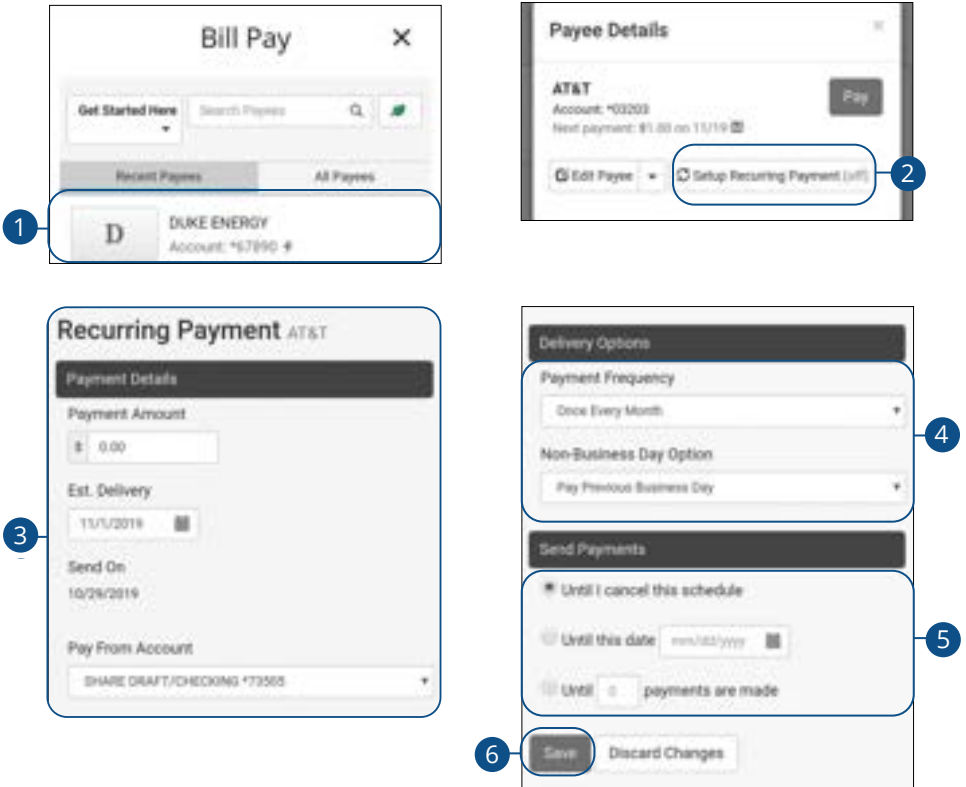 Bill Pay ×
Get Started Here
Search Payees
Recent Payees All Payees
1
D
DUKE ENERGY
Account: *67890
Payee Details ×
AT&T
Account: *03203
Pay
Next payment: $1.00 on 11/19
Edit Payee
Setup Recurring Payment (off)
2
Recurring Payment AT&T
Payment Details
Payment Amount
$ 0.00
Est. Delivery
11/1/2019
3
Send On
10/29/2019
Pay From Account
SHARE DRAFT/CHECKING *73505
Delivery Options
Payment Frequency
Once Every Month
4
Non-Business Day Option
Pay Previous Business Day
Send Payments
Until I cancel this schedule
Until this date mm/dd/yyyy
5
Until 0 payments are made
6
Save
Discard Changes